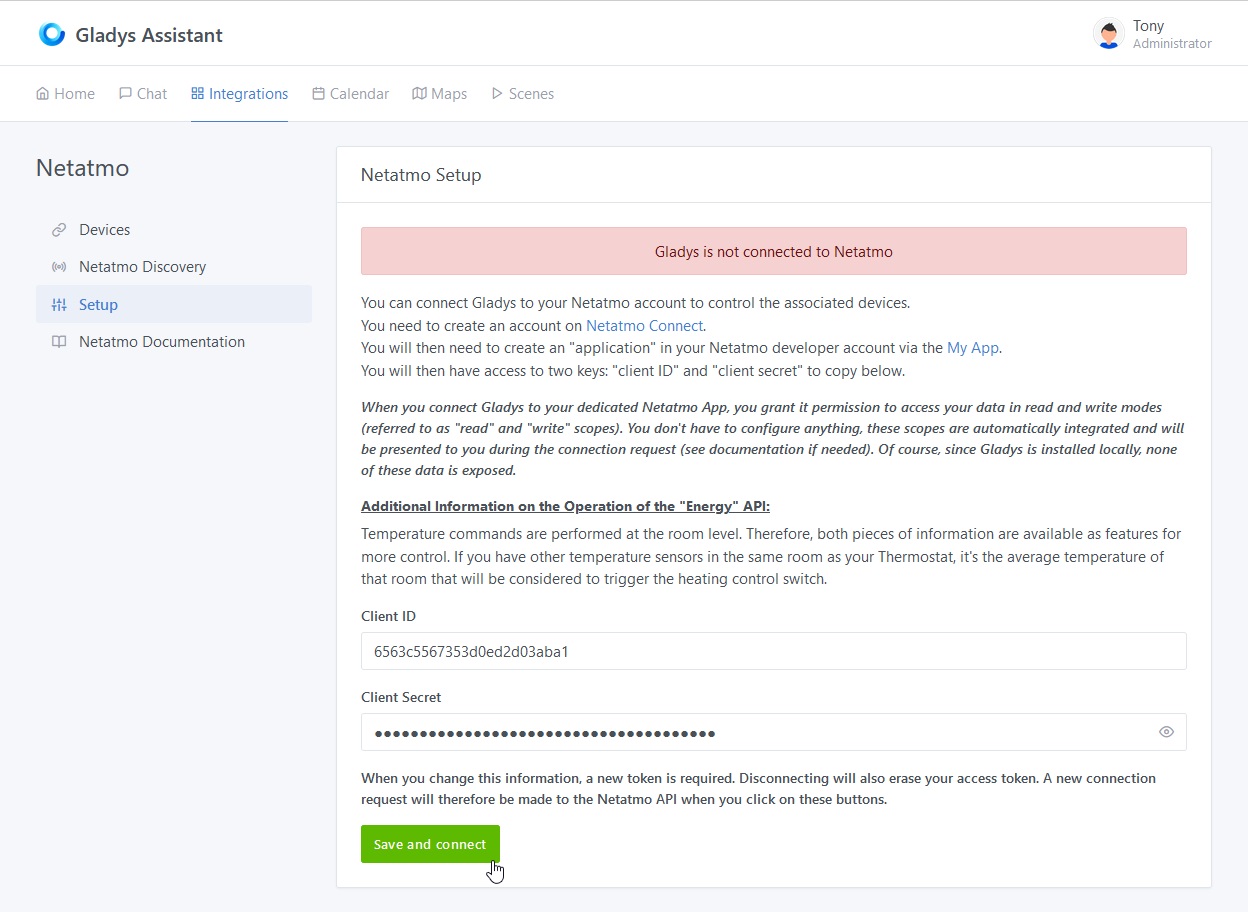 Gladys Assistant
Tony
Administrator
Home
Chat
Integrations
Calendar
Maps
Scenes
Netatmo
Devices
Netatmo Discovery
Setup
Netatmo Documentation
Netatmo Setup
Gladys is not connected to Netatmo
You can connect Gladys to your Netatmo account to control the associated devices.
You need to create an account on Netatmo Connect.
You will then need to create an "application" in your Netatmo developer account via the My App.
You will then have access to two keys: "client ID" and "client secret" to copy below.
When you connect Gladys to your dedicated Netatmo App, you grant it permission to access your data in read and write modes
(referred to as "read" and "write" scopes). You don't have to configure anything, these scopes are automatically integrated and will
be presented to you during the connection request (see documentation if needed). Of course, since Gladys is installed locally, none
of these data is exposed.
Additional Information on the Operation of the "Energy" API:
Temperature commands are performed at the room level. Therefore, both pieces of information are available as features for
more control. If you have other temperature sensors in the same room as your Thermostat, it's the average temperature of
that room that will be considered to trigger the heating control switch.
Client ID
6563c5567353d0ed2d03aba1
Client Secret
••••••••••••••••••••••••••••••••••••••
When you change this information, a new token is required. Disconnecting will also erase your access token. A new connection
request will therefore be made to the Netatmo API when you click on these buttons.
Save and connect